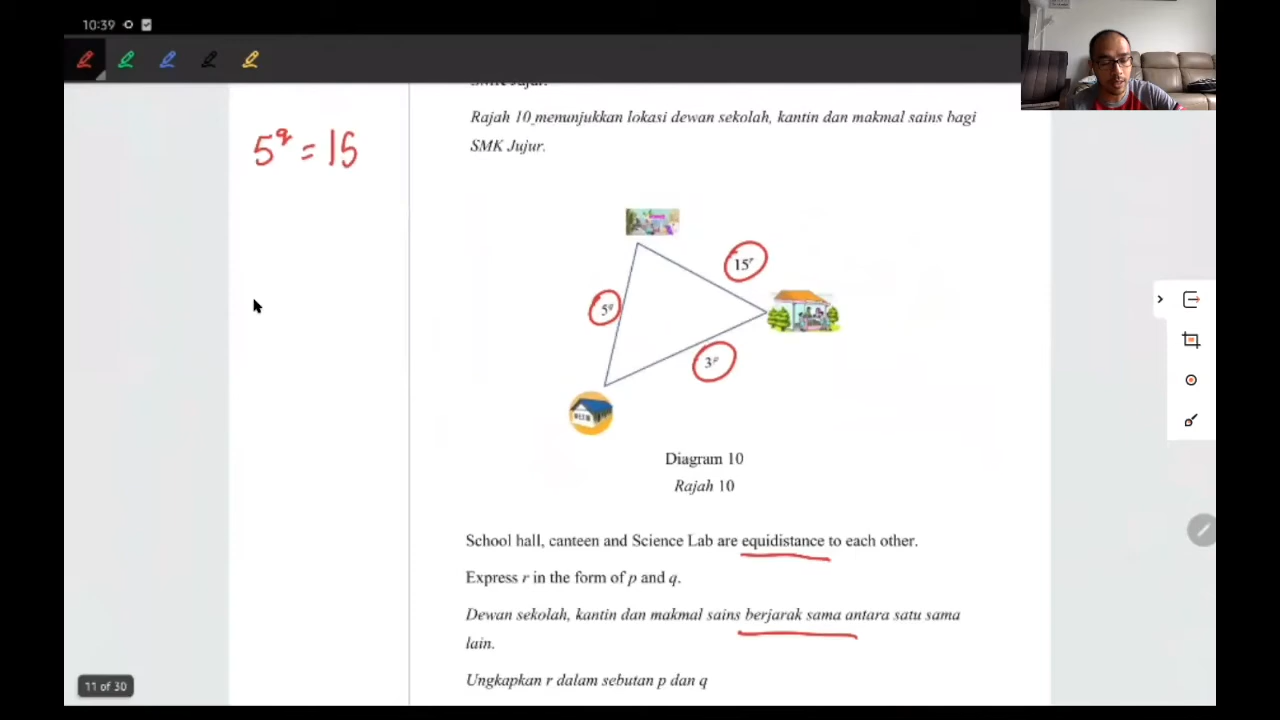 10:39
SMK Jujur.
Rajah 10 menunjukkan lokasi dewan sekolah, kantin dan makmal sains bagi
SMK Jujur.
5^q = 15
15^r
5^q
3^p
Diagram 10
Rajah 10
School hall, canteen and Science Lab are equidistance to each other.
Express r in the form of p and q.
Dewan sekolah, kantin dan makmal sains berjarak sama antara satu sama
lain.
Ungkapkan r dalam sebutan p dan q
11 of 30